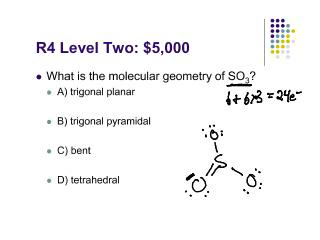 R4 Level Two: $5,000
What is the molecular geometry of SO₃?
6 + 6×3 = 24e⁻
A) trigonal planar
B) trigonal pyramidal
C) bent
D) tetrahedral
O
S
O O